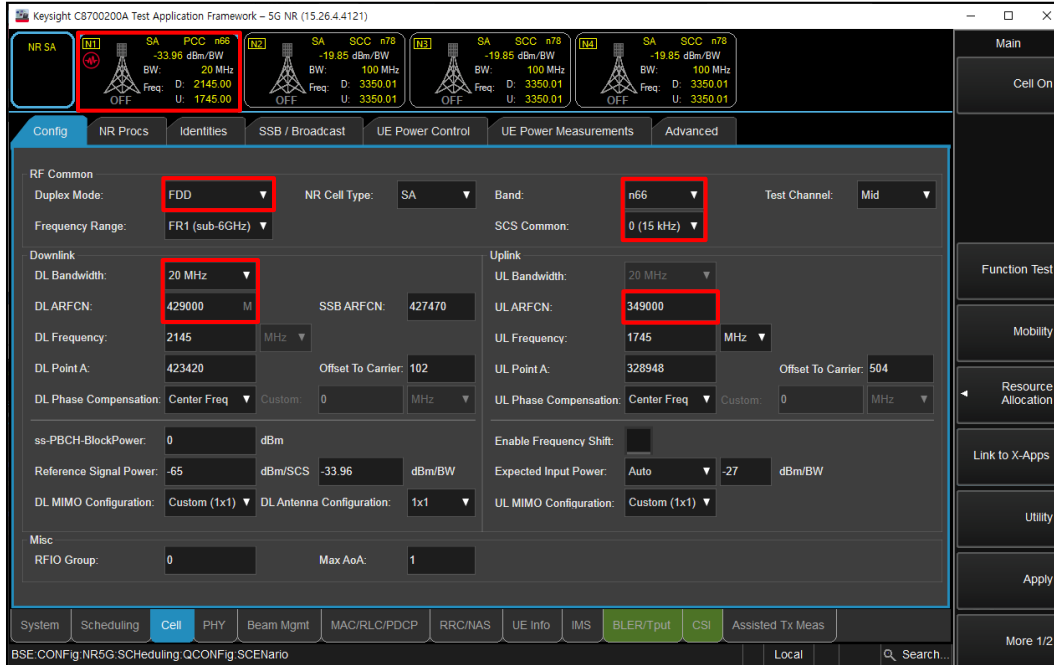 Keysight C8700200A Test Application Framework – 5G NR (15.26.4.4121)
NR SA
N1 SA PCC n66
-33.96 dBm/BW
BW: 20 MHz
Freq: D: 2145.00
OFF U: 1745.00
N2 SA SCC n78
-19.85 dBm/BW
BW: 100 MHz
Freq: D: 3350.01
OFF U: 3350.01
N3 SA SCC n78
-19.85 dBm/BW
BW: 100 MHz
Freq: D: 3350.01
OFF U: 3350.01
N4 SA SCC n78
-19.85 dBm/BW
BW: 100 MHz
Freq: D: 3350.01
OFF U: 3350.01
Main
Cell On
Config NR Procs Identities SSB / Broadcast UE Power Control UE Power Measurements Advanced
RF Common
Duplex Mode: FDD NR Cell Type: SA Band: n66 Test Channel: Mid
Frequency Range: FR1 (sub-6GHz) SCS Common: 0 (15 kHz)
Downlink
DL Bandwidth: 20 MHz
DL ARFCN: 429000 M SSB ARFCN: 427470
DL Frequency: 2145 MHz
DL Point A: 423420 Offset To Carrier: 102
DL Phase Compensation: Center Freq Custom: 0 MHz
ss-PBCH-BlockPower: 0 dBm
Reference Signal Power: -65 dBm/SCS -33.96 dBm/BW
DL MIMO Configuration: Custom (1x1) DL Antenna Configuration: 1x1
Uplink
UL Bandwidth: 20 MHz
UL ARFCN: 349000
UL Frequency: 1745 MHz
UL Point A: 328948 Offset To Carrier: 504
UL Phase Compensation: Center Freq Custom: 0 MHz
Enable Frequency Shift:
Expected Input Power: Auto -27 dBm/BW
UL MIMO Configuration: Custom (1x1)
Misc
RFIO Group: 0 Max AoA: 1
Function Test
Mobility
Resource
Allocation
Link to X-Apps
Utility
Apply
More 1/2
System Scheduling Cell PHY Beam Mgmt MAC/RLC/PDCP RRC/NAS UE Info IMS BLER/Tput CSI Assisted Tx Meas
BSE:CONFig:NR5G:SCHeduling:QCONFig:SCENario Local Search...